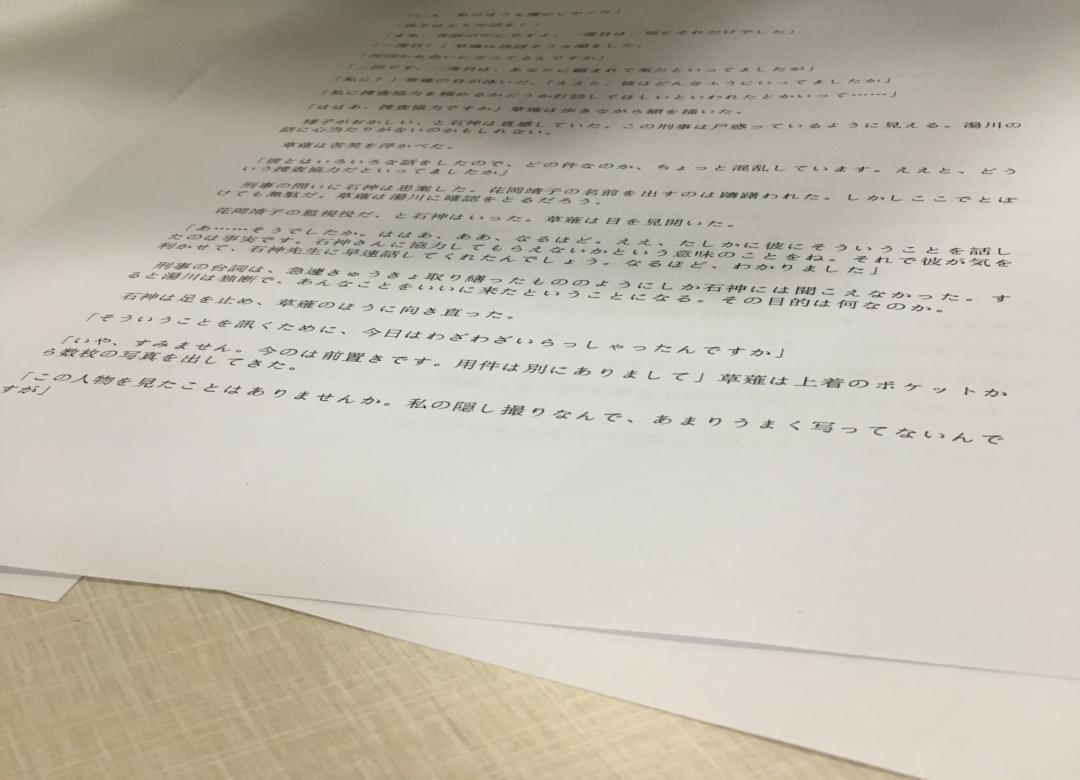 「いえ、私のほうも懐かしかった」
「まあ、昔話が中心ですよ。一度目は、殆どそれだけでした」
「一度目？」草薙は怪訝そうな顔をした。
「何回かお会いになってるんですか」
「二回です。二度目は、あなたに頼まれて来たといってましたが」
「私に？」草薙の目が泳いだ。「ええと、彼はどんなふうにいってましたか」
「私に捜査協力を頼めるかどうか打診してほしいといわれたとかいって……」
「ははあ、捜査協力ですか」草薙は歩きながら額を掻いた。
様子がおかしい、と石神は直感していた。この刑事は戸惑っているように見える。湯川の
話に心当たりがないのかもしれない。
草薙は苦笑を浮かべた。
「彼とはいろいろな話をしたので、どの件なのか、ちょっと混乱しています。ええと、どう
いう捜査協力だといってましたか」
刑事の問いに石神は思案した。花岡靖子の名前を出すのは躊躇われた。しかしここでとぼ
けても無駄だ。草薙は湯川に確認をとるだろう。
花岡靖子の監視役だ、と石神はいった。草薙は目を見開いた。
「あ……そうでしたか。ははあ、ああ、なるほど。ええ、たしかに彼にそういうことを話し
たのは事実です。石神さんに協力してもらえないかという意味のことをね。それで彼が気を
利かせて、石神先生に早速話してくれたんでしょう。なるほど、わかりました」
刑事の台詞は、急遽きゅうきょ取り繕ったもののようにしか石神には聞こえなかった。す
ると湯川は独断で、あんなことをいいに来たということになる。その目的は何なのか。
石神は足を止め、草薙のほうに向き直った。
「そういうことを訊くために、今日はわざわざいらっしゃったんですか」
「いや、すみません。今のは前置きです。用件は別にありまして」草薙は上着のポケットか
ら数枚の写真を出してきた。
「この人物を見たことはありませんか。私の隠し撮りなんで、あまりうまく写ってないんで
すが」